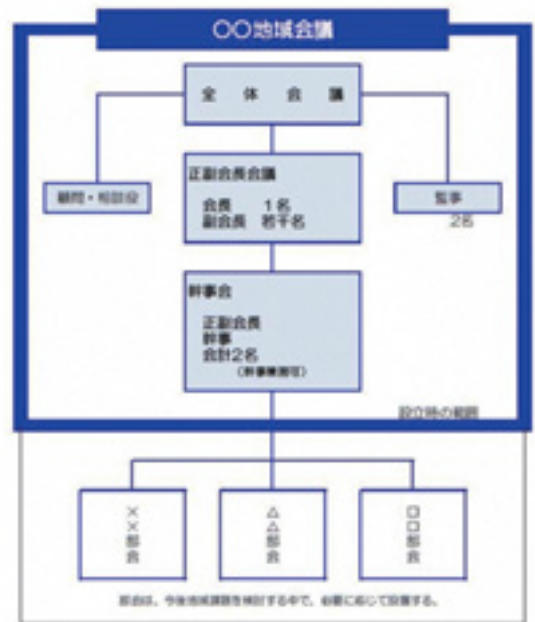 〇〇地域会議
全体会議
正副会長会議
会長 1名
副会長 若干名
顧問・相談役
監事
2名
幹事会
正副会長
幹事
会計2名
(幹事兼務可)
設立時の範囲
××部会
△△部会
□□部会
部会は、今後地域課題を検討する中で、必要に応じて設置する。